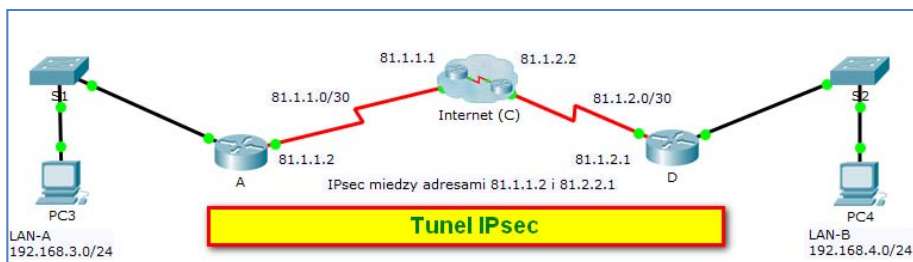 81.1.1.1
81.1.2.2
S1
S2
81.1.1.0/30
81.1.2.0/30
Internet (C)
81.1.1.2
81.1.2.1
A
D
IPsec miedzy adresami 81.1.1.2 i 81.2.2.1
PC3
PC4
Tunel IPsec
LAN-A
192.168.3.0/24
LAN-B
192.168.4.0/24